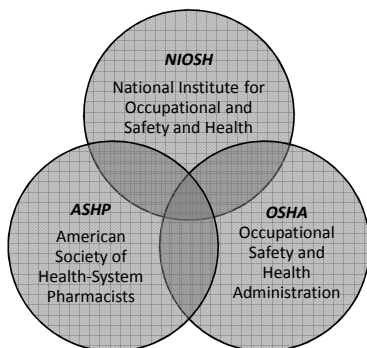 NIOSH
National Institute for
Occupational and
Safety and Health
ASHP
American
Society of
Health-System
Pharmacists
OSHA
Occupational
Safety and
Health
Administration